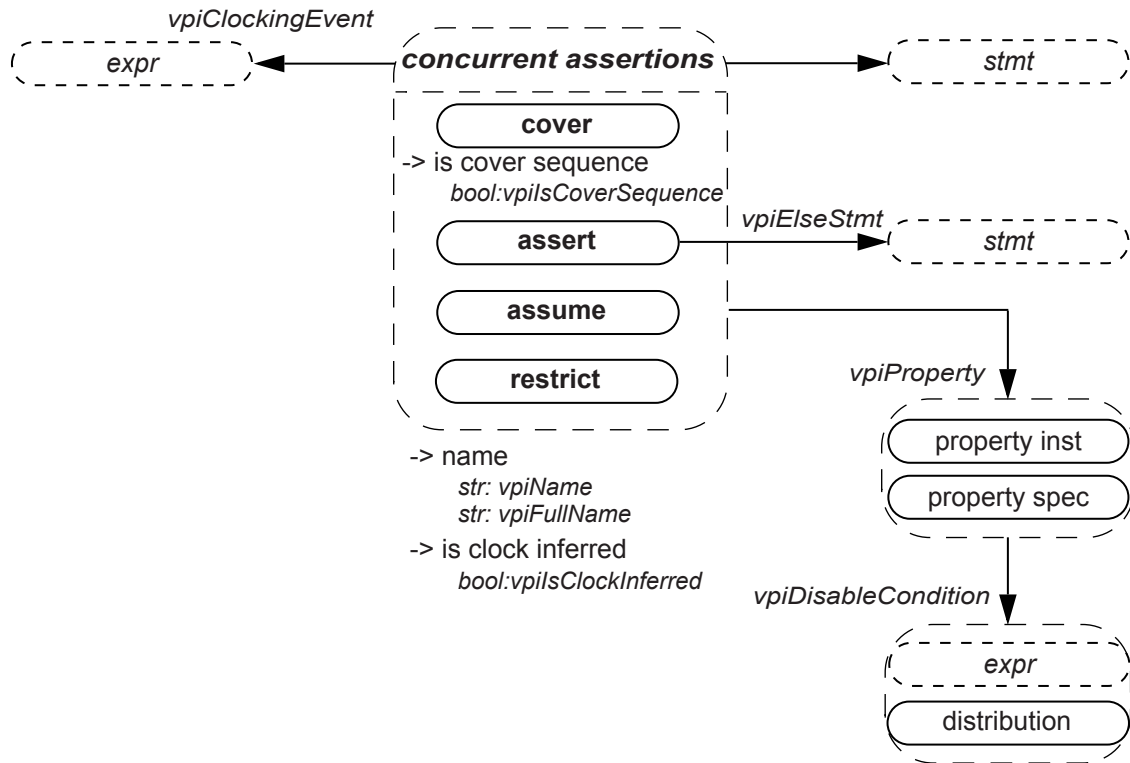 vpiClockingEvent
expr
concurrent assertions
stmt
cover
-> is cover sequence
bool:vpiIsCoverSequence
vpiElseStmt
assert
stmt
assume
vpiProperty
restrict
property inst
-> name
str: vpiName
property spec
str: vpiFullName
-> is clock inferred
bool:vpiIsClockInferred
vpiDisableCondition
expr
distribution